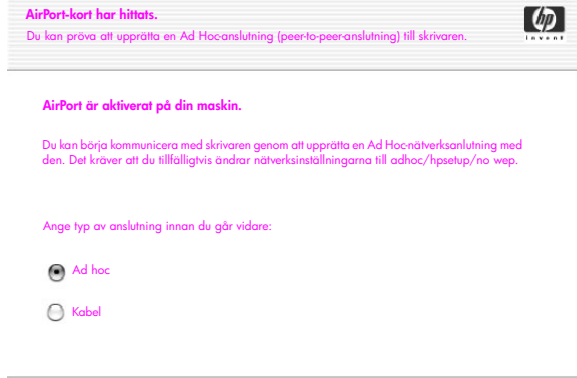 AirPort-kort har hittats.
Du kan pröva att upprätta en Ad Hoc-anslutning (peer-to-peer-anslutning) till skrivaren.
hp
invent
AirPort är aktiverat på din maskin.
Du kan börja kommunicera med skrivaren genom att upprätta en Ad Hoc-nätverksanlutning med
den. Det kräver att du tillfälligtvis ändrar nätverksinställningarna till adhoc/hpsetup/no wep.
Ange typ av anslutning innan du går vidare:
Ad hoc
Kabel